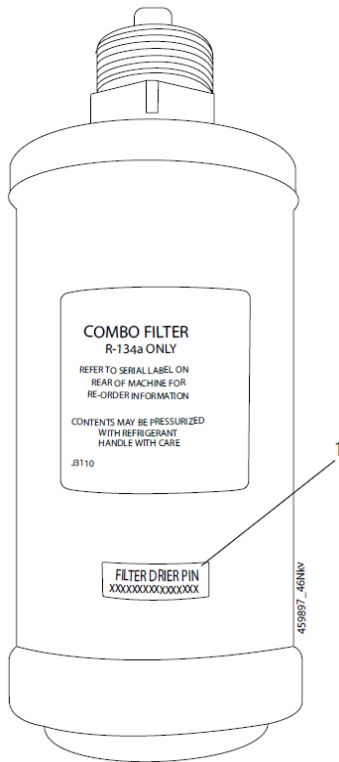 COMBO FILTER
R-134a ONLY
REFER TO SERIAL LABEL ON
REAR OF MACHINE FOR
RE-ORDER INFORMATION
CONTENTS MAY BE PRESSURIZED
WITH REFRIGERANT
HANDLE WITH CARE
J3110
1
FILTER DRIER PIN
XXXXXXXXXXXXXXXX
459897_46Nkv